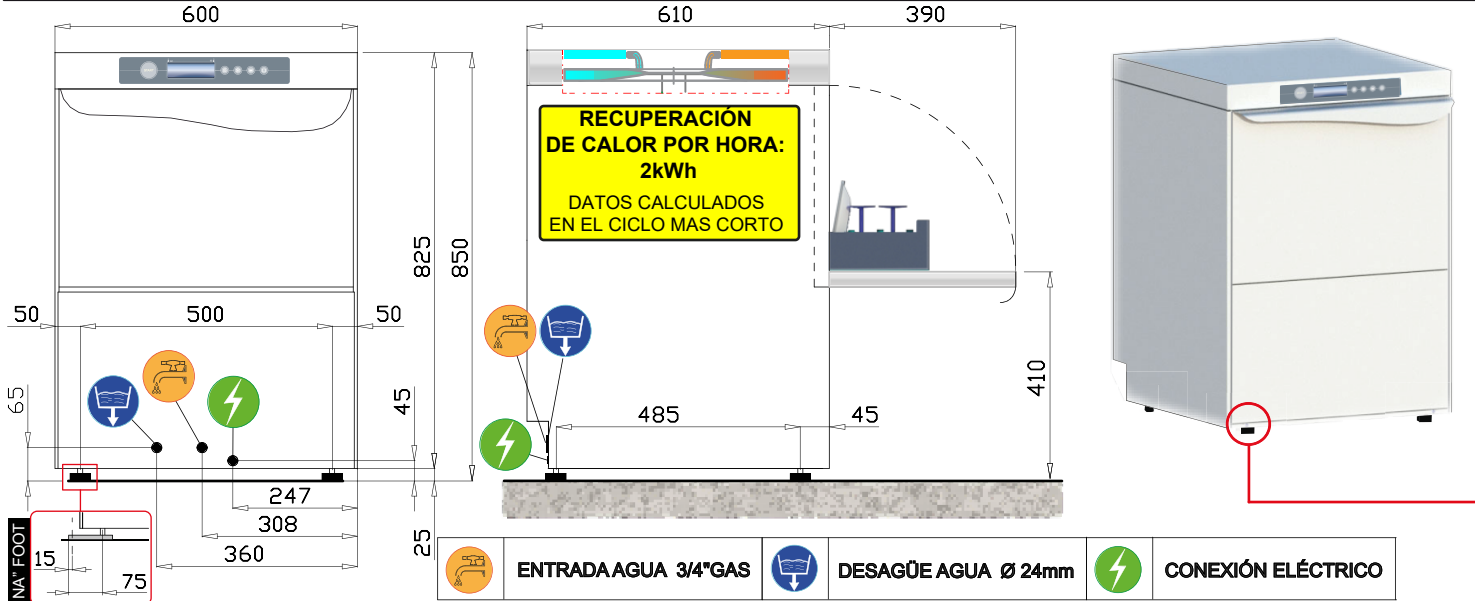 600
610
390
RECUPERACIÓN
DE CALOR POR HORA:
2kWh
DATOS CALCULADOS
EN EL CICLO MAS CORTO
825
850
50
500
50
65
45
485
45
410
247
308
360
25
NA" FOOT
15
75
ENTRADA AGUA 3/4"GAS
DESAGÜE AGUA Ø 24mm
CONEXIÓN ELÉCTRICO